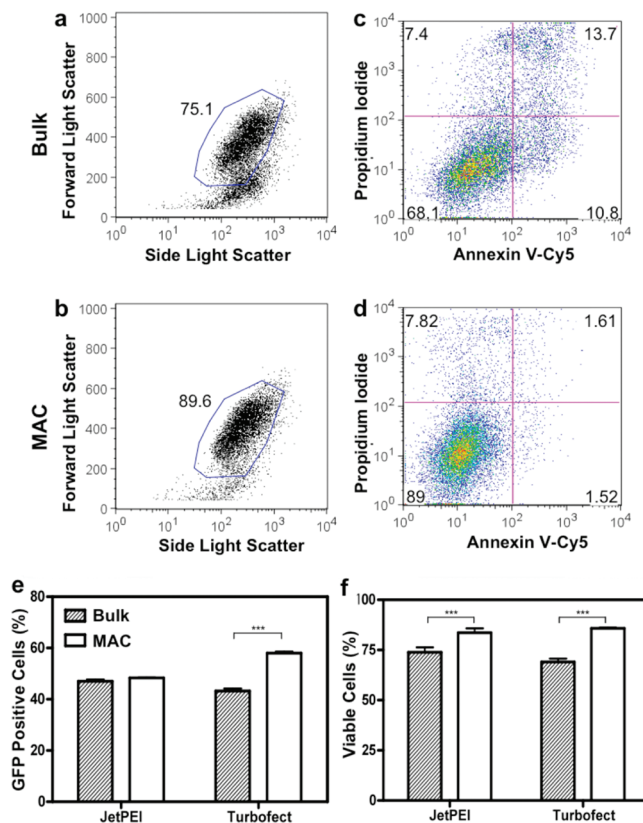 a
Bulk
Forward Light Scatter
1000
800
600
400
200
0
75.1
10^0 10^1 10^2 10^3 10^4
Side Light Scatter
c
Propidium Iodide
10^4
10^3
10^2
10^1
10^0
7.4 13.7
68.1 10.8
10^0 10^1 10^2 10^3 10^4
Annexin V-Cy5
b
MAC
Forward Light Scatter
1000
800
600
400
200
0
89.6
10^0 10^1 10^2 10^3 10^4
Side Light Scatter
d
Propidium Iodide
10^4
10^3
10^2
10^1
10^0
7.82 1.61
89 1.52
10^0 10^1 10^2 10^3 10^4
Annexin V-Cy5
e
GFP Positive Cells (%)
80
60
40
20
0
Bulk
MAC
***
JetPEI Turbofect
f
Viable Cells (%)
100
75
50
25
0
*** ***
JetPEI Turbofect